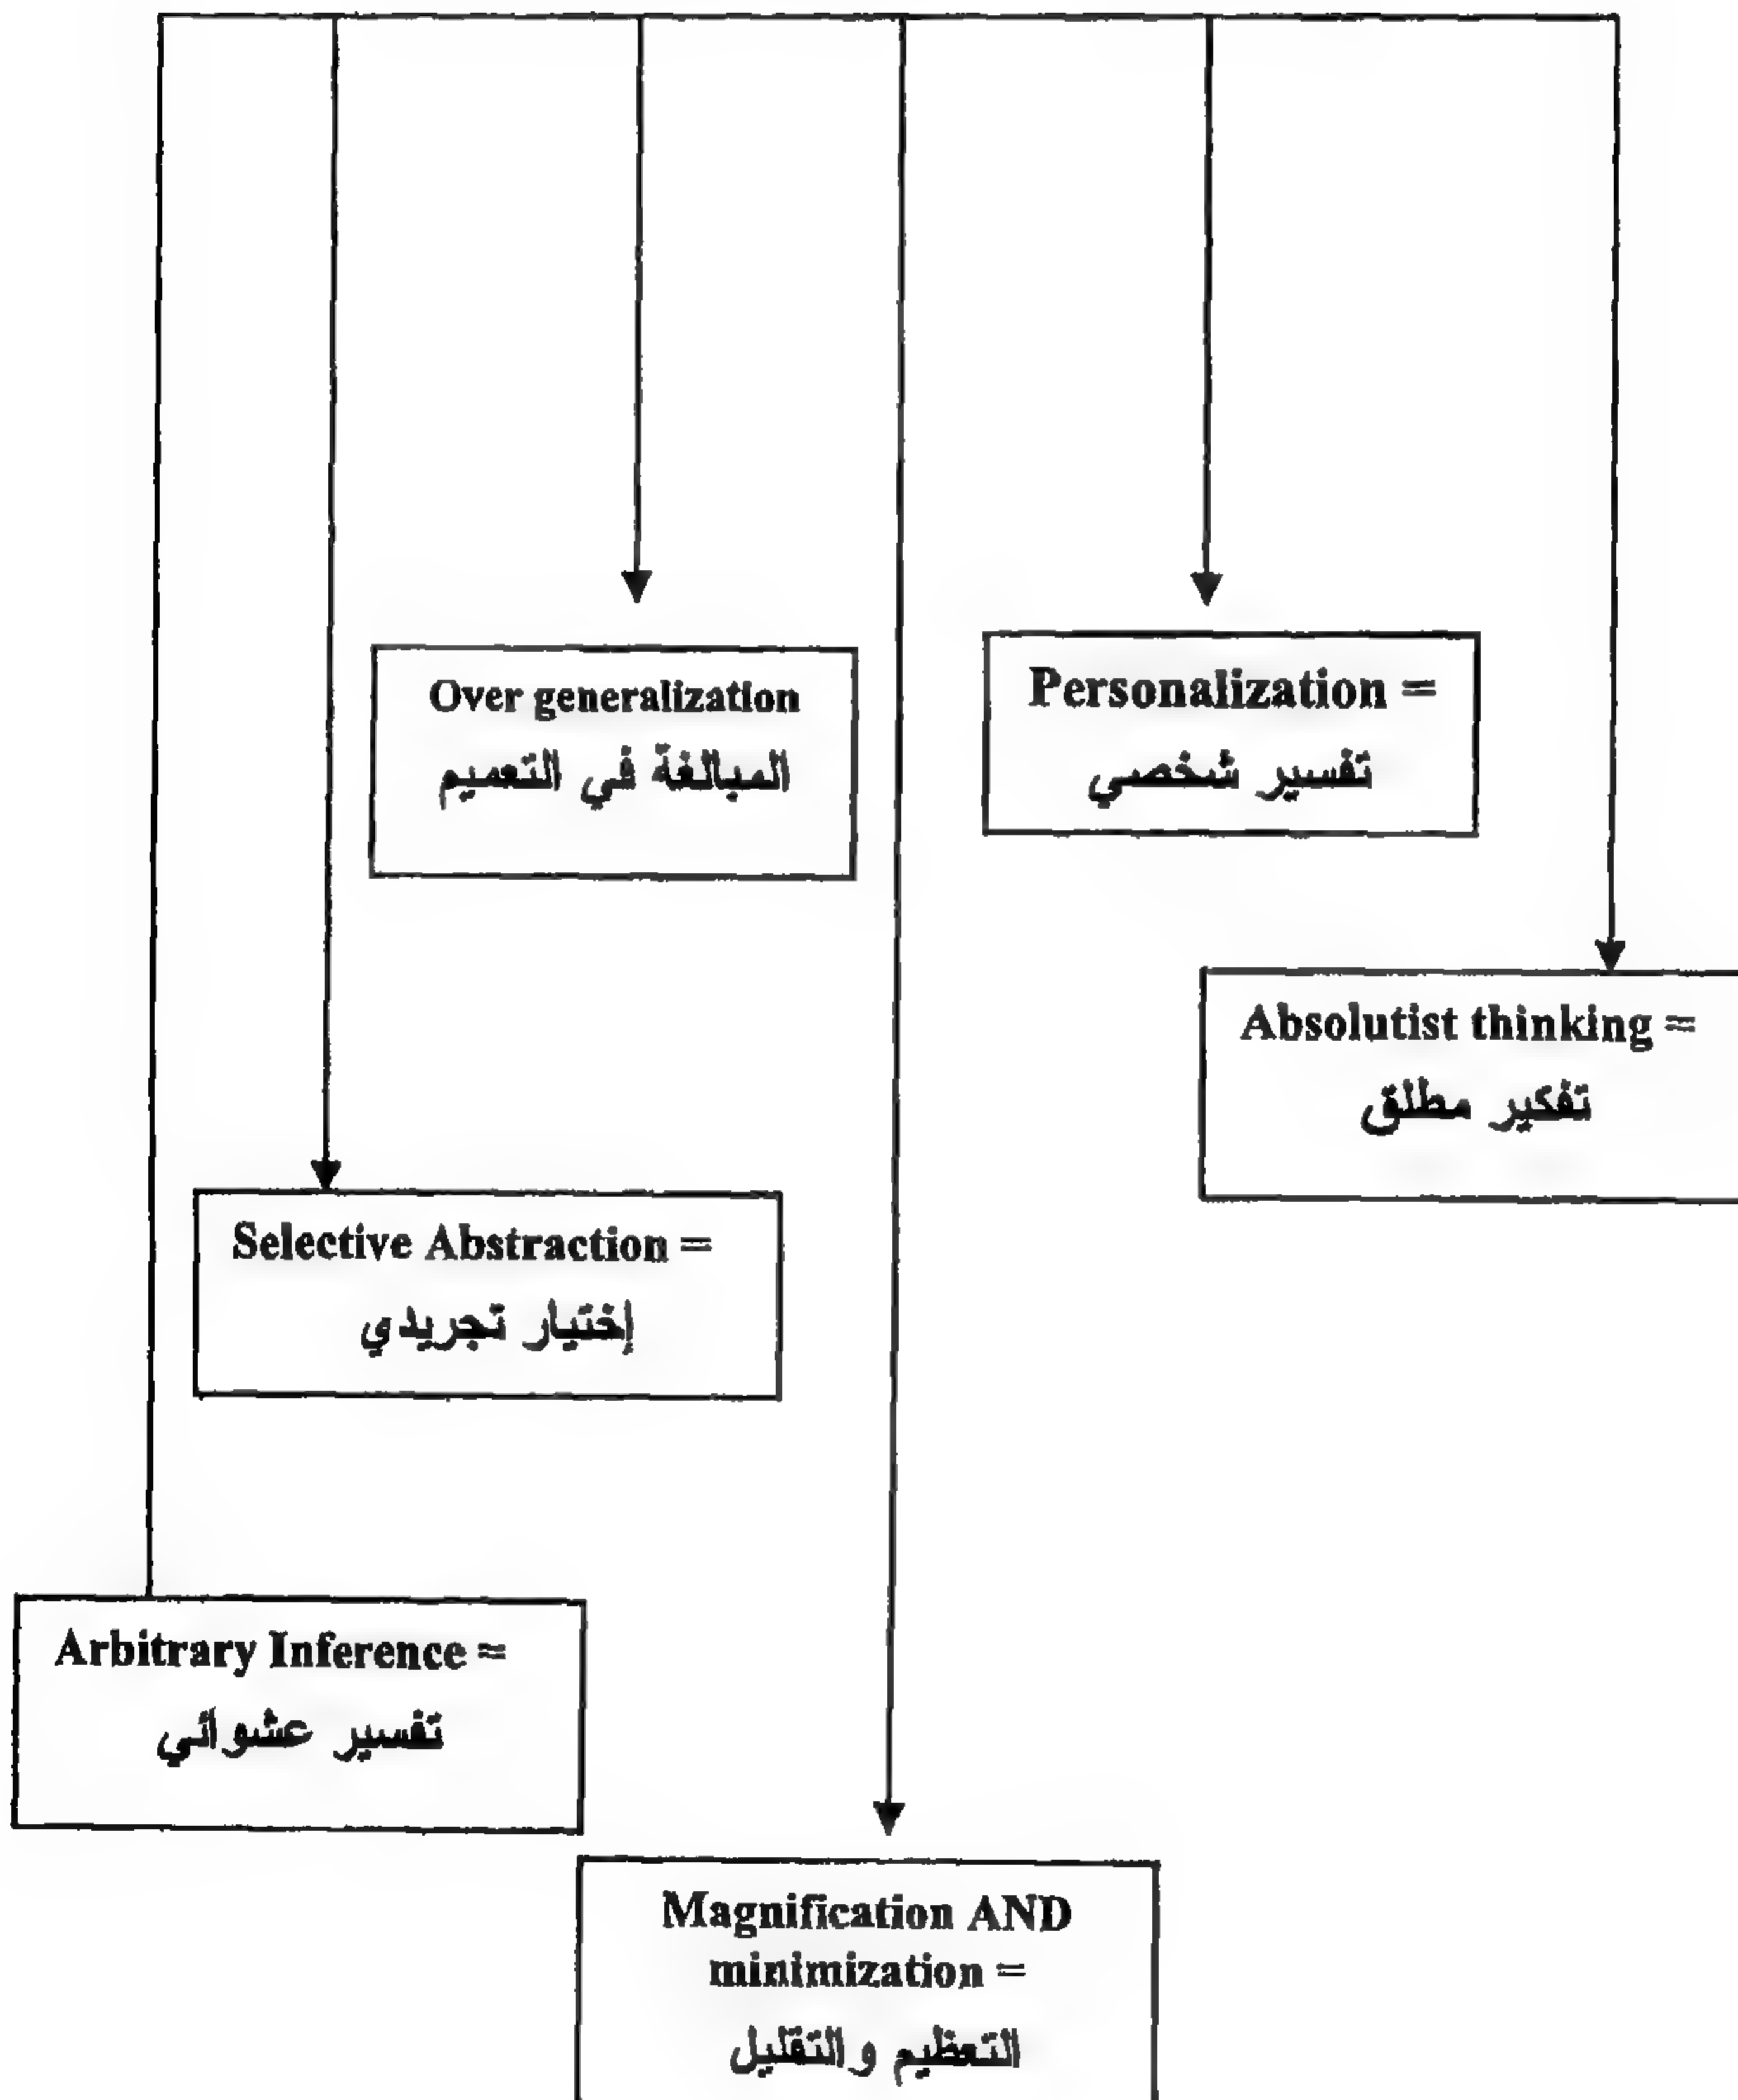 Over generalization
المبالغة في التعميم
Personalization =
تفسير شخصي
Absolutist thinking =
تفكير مطلق
Selective Abstraction =
إختيار تجريدي
Arbitrary Inference =
تفسير عشوائي
Magnification AND
minimization =
التعظيم والتقليل